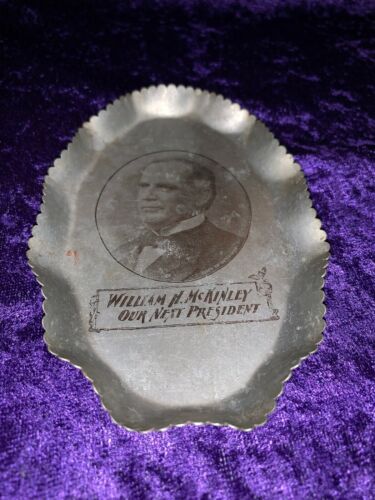 WILLIAM H. MCKINLEY
OUR NEXT PRESIDENT